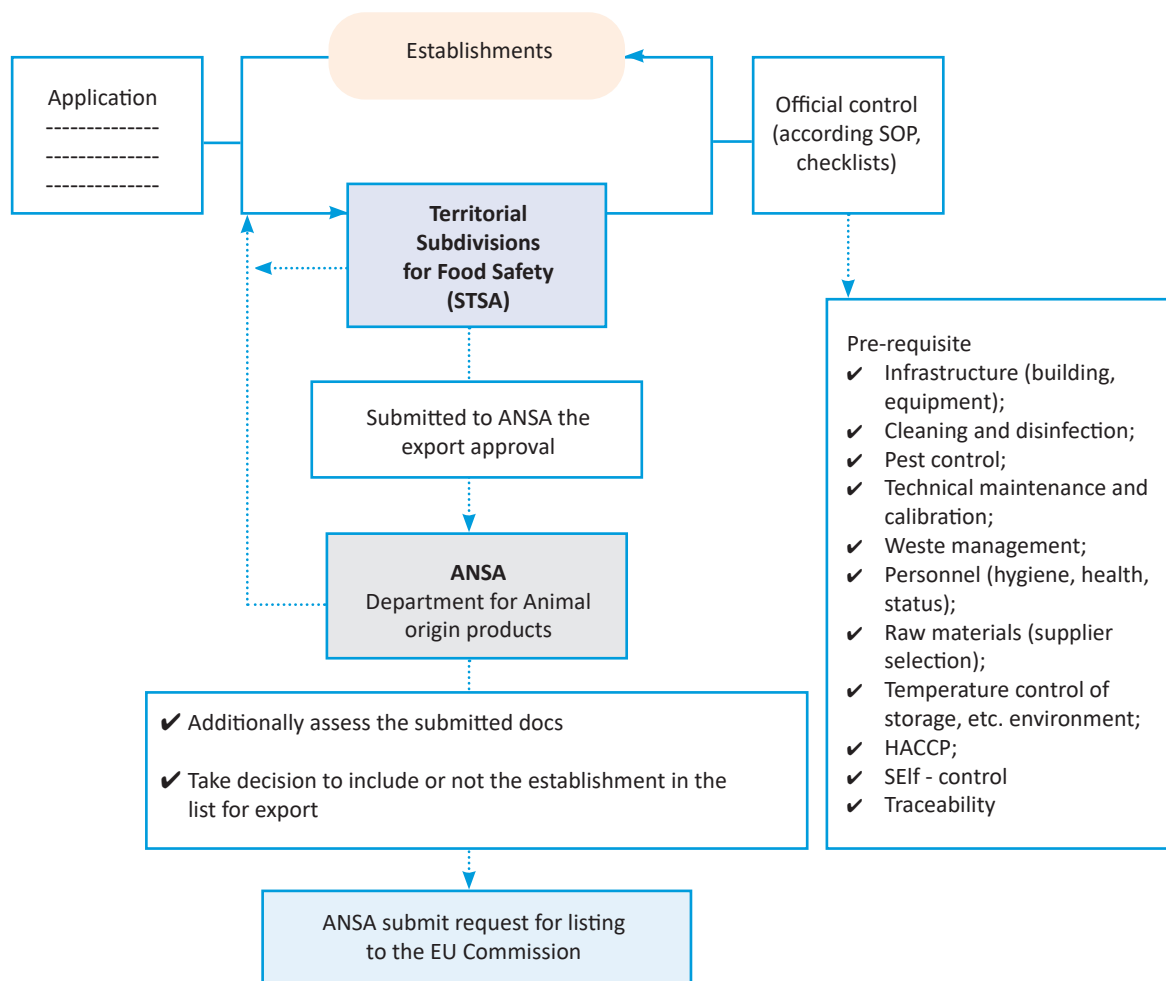 Establishments
Application
--------------
--------------
--------------
Official control
(according SOP,
checklists)
Territorial
Subdivisions
for Food Safety
(STSA)
Submitted to ANSA the
export approval
ANSA
Department for Animal
origin products
✔ Additionally assess the submitted docs
✔ Take decision to include or not the establishment in the
list for export
ANSA submit request for listing
to the EU Commission
Pre-requisite
✔ Infrastructure (building,
equipment);
✔ Cleaning and disinfection;
✔ Pest control;
✔ Technical maintenance and
calibration;
✔ Waste management;
✔ Personnel (hygiene, health,
status);
✔ Raw materials (supplier
selection);
✔ Temperature control of
storage, etc. environment;
✔ HACCP;
✔ SElf - control
✔ Traceability